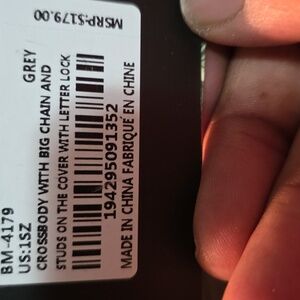 BM-4179
US:1SZ GREY
CROSSBODY WITH BIG CHAIN AND
STUDS ON THE COVER WITH LETTER LOCK
194295091352
MADE IN CHINA FABRIQUÉ EN CHINE
MSRP:$179.00